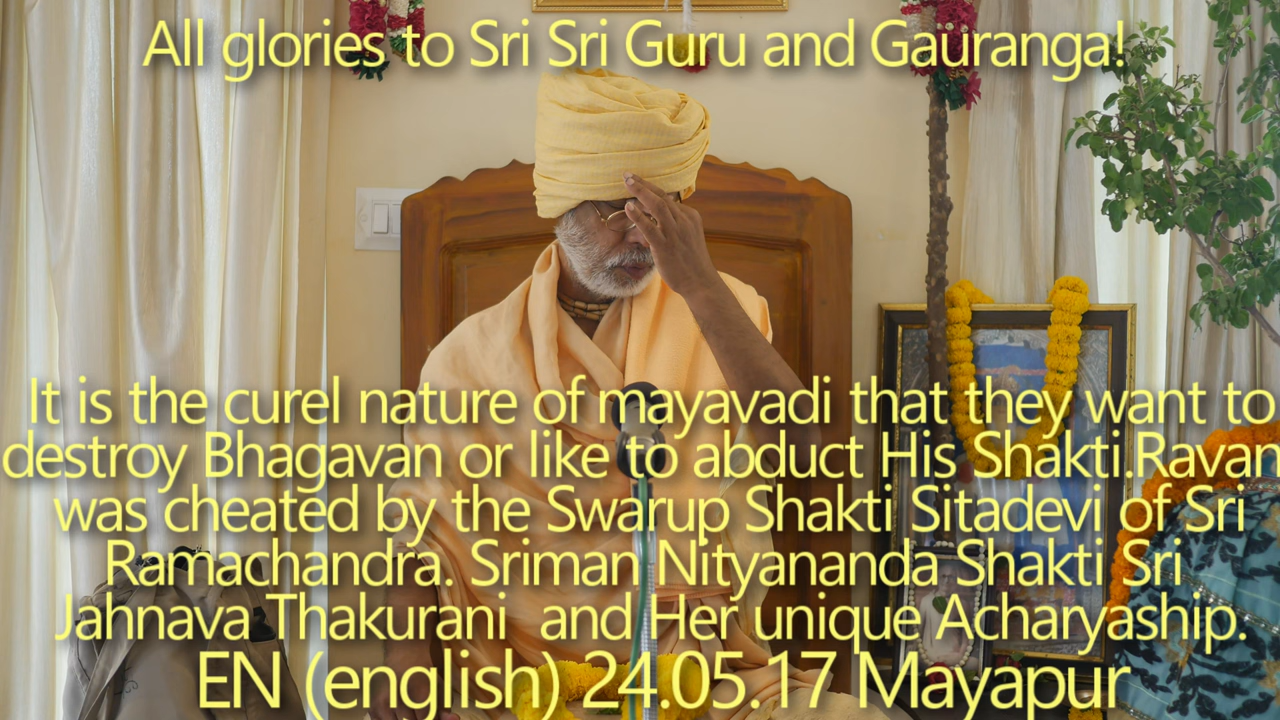 All glories to Sri Sri Guru and Gauranga!
It is the curel nature of mayavadi that they want to
destroy Bhagavan or like to abduct His Shakti.Ravan
was cheated by the Swarup Shakti Sitadevi of Sri
Ramachandra. Sriman Nityananda Shakti Sri
Jahnava Thakurani and Her unique Acharyaship.
EN (english) 24.05.17 Mayapur